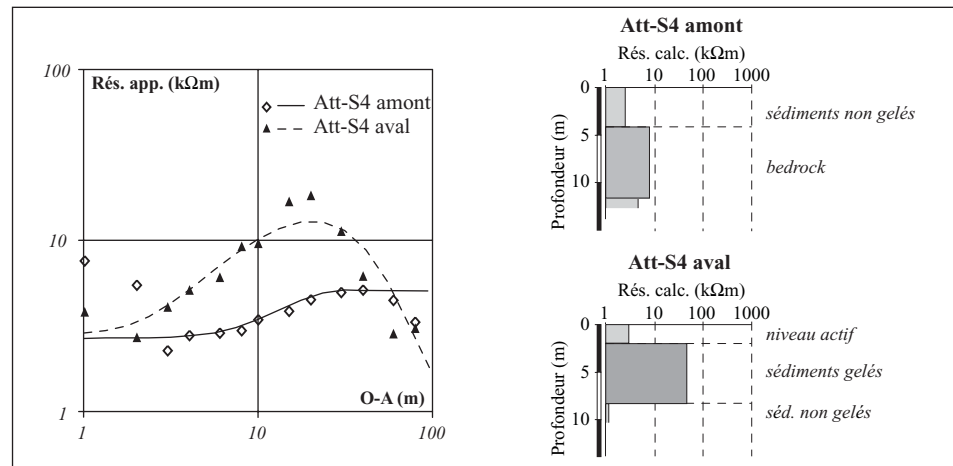 100
Rés. app. (kΩm)
Att-S4 amont
Att-S4 aval
10
O-A (m)
1
1
10
100
Att-S4 amont
Rés. calc. (kΩm)
1 10 100 1000
0
5
10
Profondeur (m)
sédiments non gelés
bedrock
Att-S4 aval
Rés. calc. (kΩm)
1 10 100 1000
0
5
10
Profondeur (m)
niveau actif
sédiments gelés
séd. non gelés